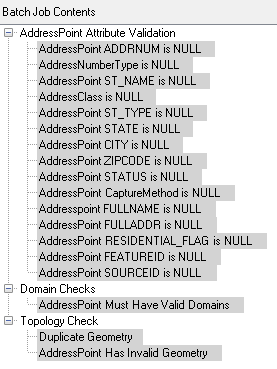 Batch Job Contents
AddressPoint Attribute Validation
AddressPoint ADDRNUM is NULL
AddressNumberType is NULL
AddressPoint ST_NAME is NULL
AddressClass is NULL
AddressPoint ST_TYPE is NULL
AddressPoint STATE is NULL
AddressPoint CITY is NULL
AddressPoint ZIPCODE is NULL
AddressPoint STATUS is NULL
AddressPoint CaptureMethod is NULL
Addresspoint FULLNAME is NULL
AddressPoint FULLADDR is NULL
AddressPoint RESIDENTIAL_FLAG is NULL
AddressPoint FEATUREID is NULL
AddressPoint SOURCEID is NULL
Domain Checks
AddressPoint Must Have Valid Domains
Topology Check
Duplicate Geometry
AddressPoint Has Invalid Geometry